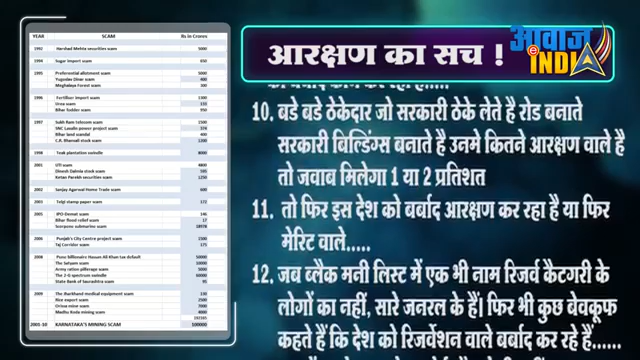 YEAR SCAM Rs in Crores
1992 Harshad Mehta securities scam 5000
1994 Sugar import scam 650
1995 Preferential allotment scam 5000
Yugoslav Dinar scam 400
Meghalaya Forest scam 300
1996 Fertiliser import scam 1300
Urea scam 133
Bihar fodder scam 950
1997 Sukh Ram telecom scam 1500
SNC Lavalin power project scam 374
Bihar land scandal 400
C.R. Bhansali stock scam 1200
1998 Teak plantation swindle 8000
2001 UTI scam 4800
Dinesh Dalmia stock scam 595
Ketan Parekh securities scam 1250
2002 Sanjay Agarwal Home Trade scam 600
2003 Telgi stamp paper scam 172
2005 IPO-Demat scam 146
Bihar flood relief scam 17
Scorpene submarine scam 18978
2006 Punjab's City Centre project scam 1500
Taj Corridor scam 175
2008 Pune billionaire Hassan Ali Khan tax default 50000
The Satyam scam 10000
Army ration pilferage scam 5000
The 2-G spectrum swindle 60000
State Bank of Saurashtra scam 95
2009 The Jharkhand medical equipment scam 130
Rice export scam 2500
Orissa mine scam 7000
Madhu Koda mining scam 4000
KARNATAKA'S MINING SCAM 100000
आरक्षण का सच !
आवाज
e INDIA
10. बडे बडे ठेकेदार जो सरकारी ठेके लेते है रोड बनाते
सरकारी बिल्डिंग्स बनाते है उनमे कितने आरक्षण वाले है
तो जवाब मिलेगा 1 या 2 प्रतिशत
11. तो फिर इस देश को बर्बाद आरक्षण कर रहा है या फिर
मेरिट वाले.....
12. जब ब्लैक मनी लिस्ट में एक भी नाम रिजर्व कैटगरी के
लोगों का नहीं, सारे जनरल के हैं| फिर भी कुछ बेवकूफ
कहते हैं कि देश को रिजर्वेशन वाले बर्बाद कर रहे हैं......